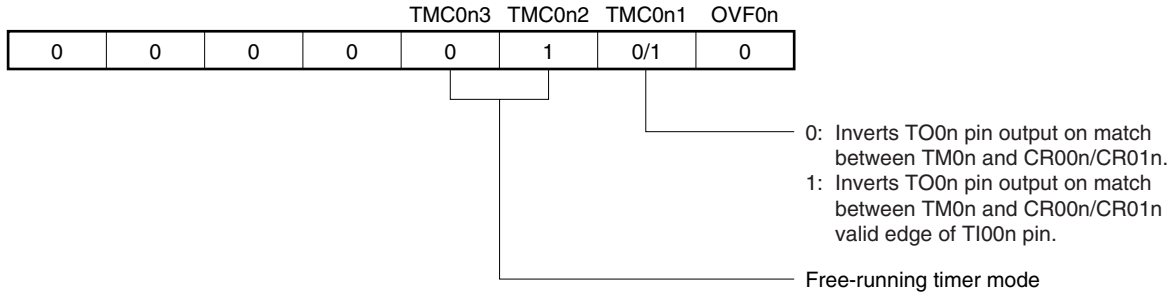 TMC0n3 TMC0n2 TMC0n1 OVF0n
0 0 0 0 0 1 0/1 0
0: Inverts TO0n pin output on match
between TM0n and CR00n/CR01n.
1: Inverts TO0n pin output on match
between TM0n and CR00n/CR01n
valid edge of TI00n pin.
Free-running timer mode